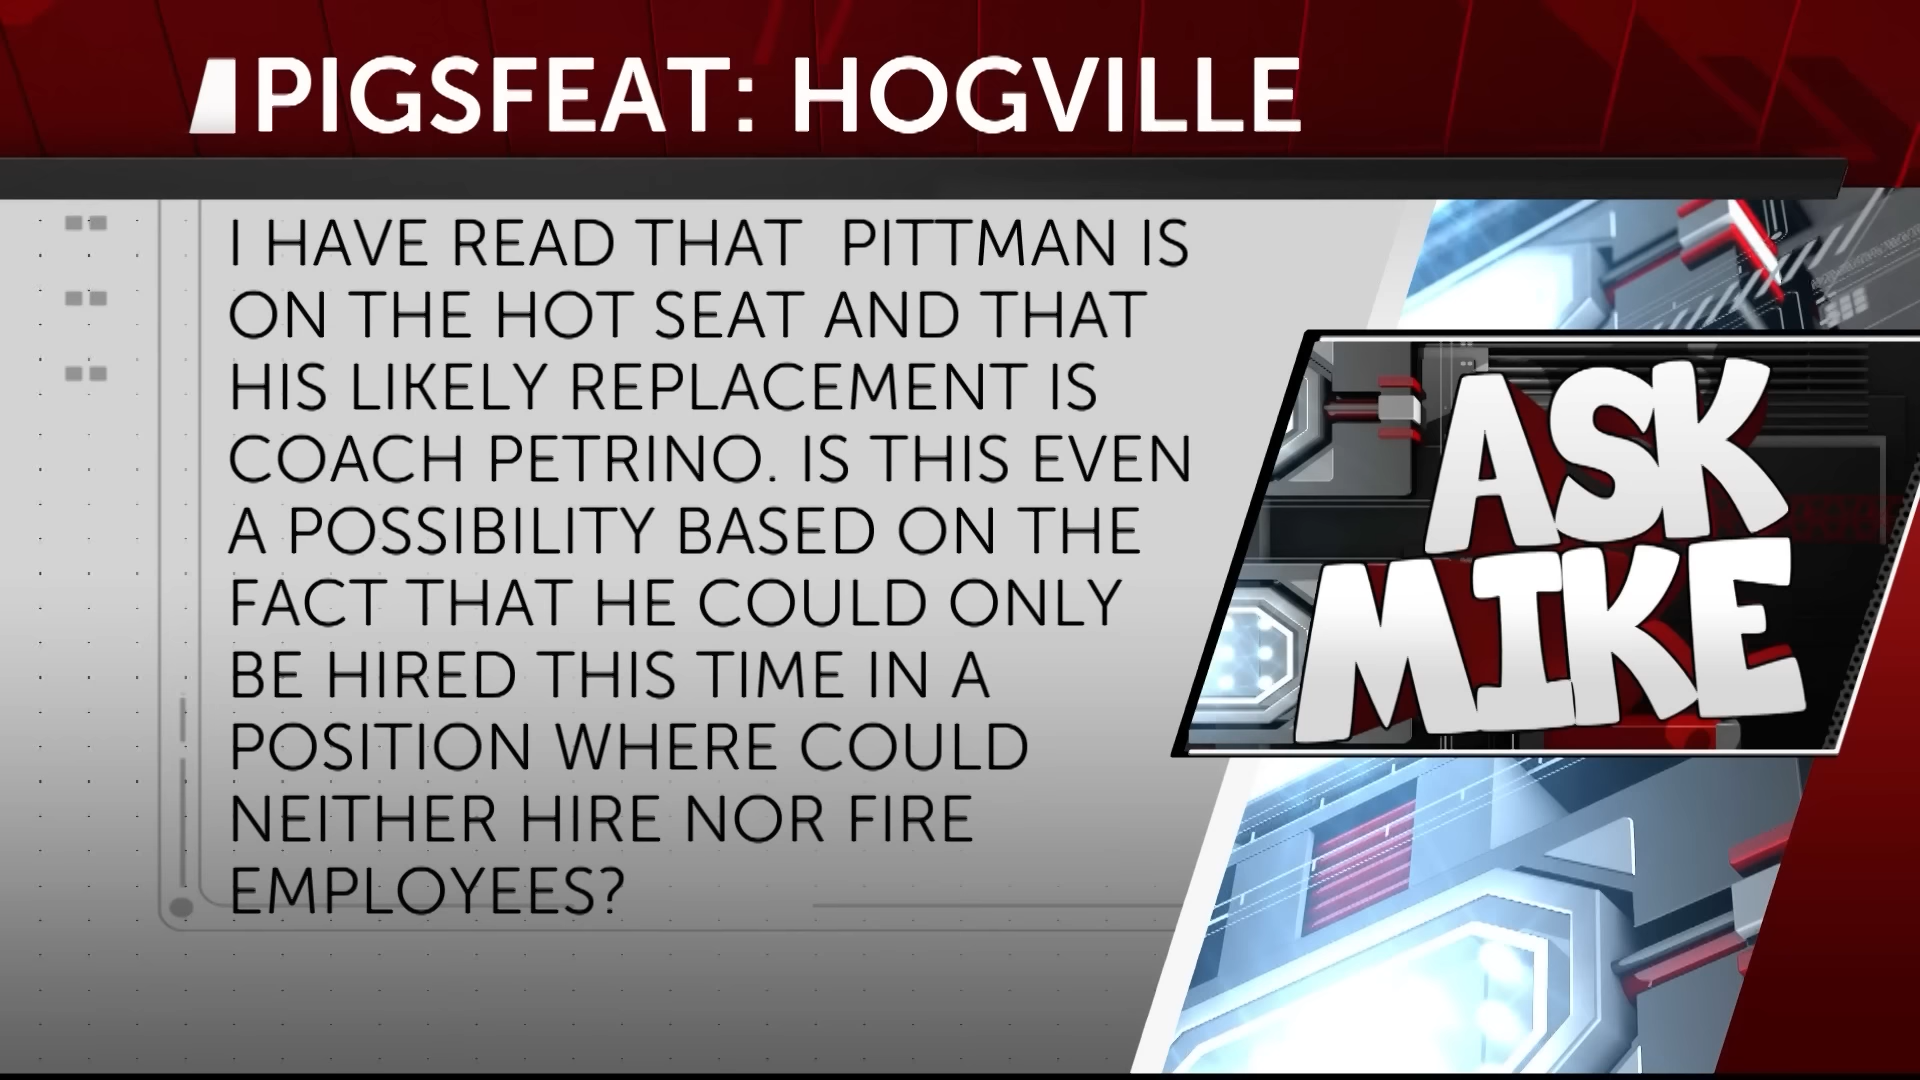 PIGSFEAT: HOGVILLE
I HAVE READ THAT  PITTMAN IS
ON THE HOT SEAT AND THAT
HIS LIKELY REPLACEMENT IS
COACH PETRINO. IS THIS EVEN
A POSSIBILITY BASED ON THE
FACT THAT HE COULD ONLY
BE HIRED THIS TIME IN A
POSITION WHERE COULD
NEITHER HIRE NOR FIRE
EMPLOYEES?
ASK
MIKE